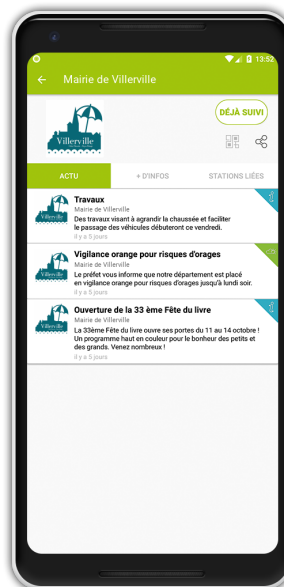 13:52
Mairie de Villerville
Villerville
DÉJÀ SUIVI
ACTU
+ D'INFOS
STATIONS LIÉES
Villerville
Travaux
Mairie de Villerville
Des travaux visant à agrandir la chaussée et faciliter
le passage des véhicules débuteront ce vendredi.
il y a 5 jours
Villerville
Vigilance orange pour risques d'orages
Mairie de Villerville
Le préfet vous informe que notre département est placé
en vigilance orange pour risques d'orages jusqu'à lundi soir.
il y a 5 jours
Villerville
Ouverture de la 33 ème Fête du livre
Mairie de Villerville
La 33ème Fête du livre ouvre ses portes du 11 au 14 octobre !
Un programme haut en couleur pour le bonheur des petits et
des grands. Venez nombreux !
il y a 5 jours